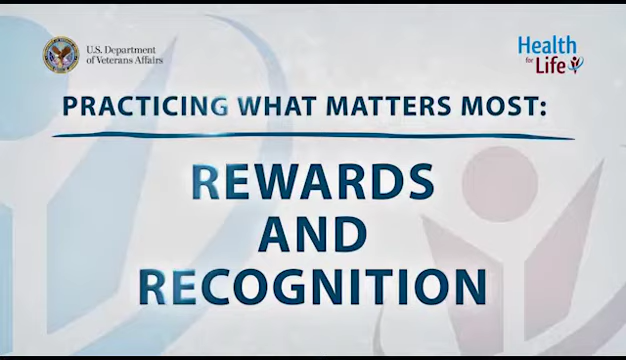 U.S. Department
of Veterans Affairs
Health
for Life
PRACTICING WHAT MATTERS MOST:
REWARDS
AND
RECOGNITION